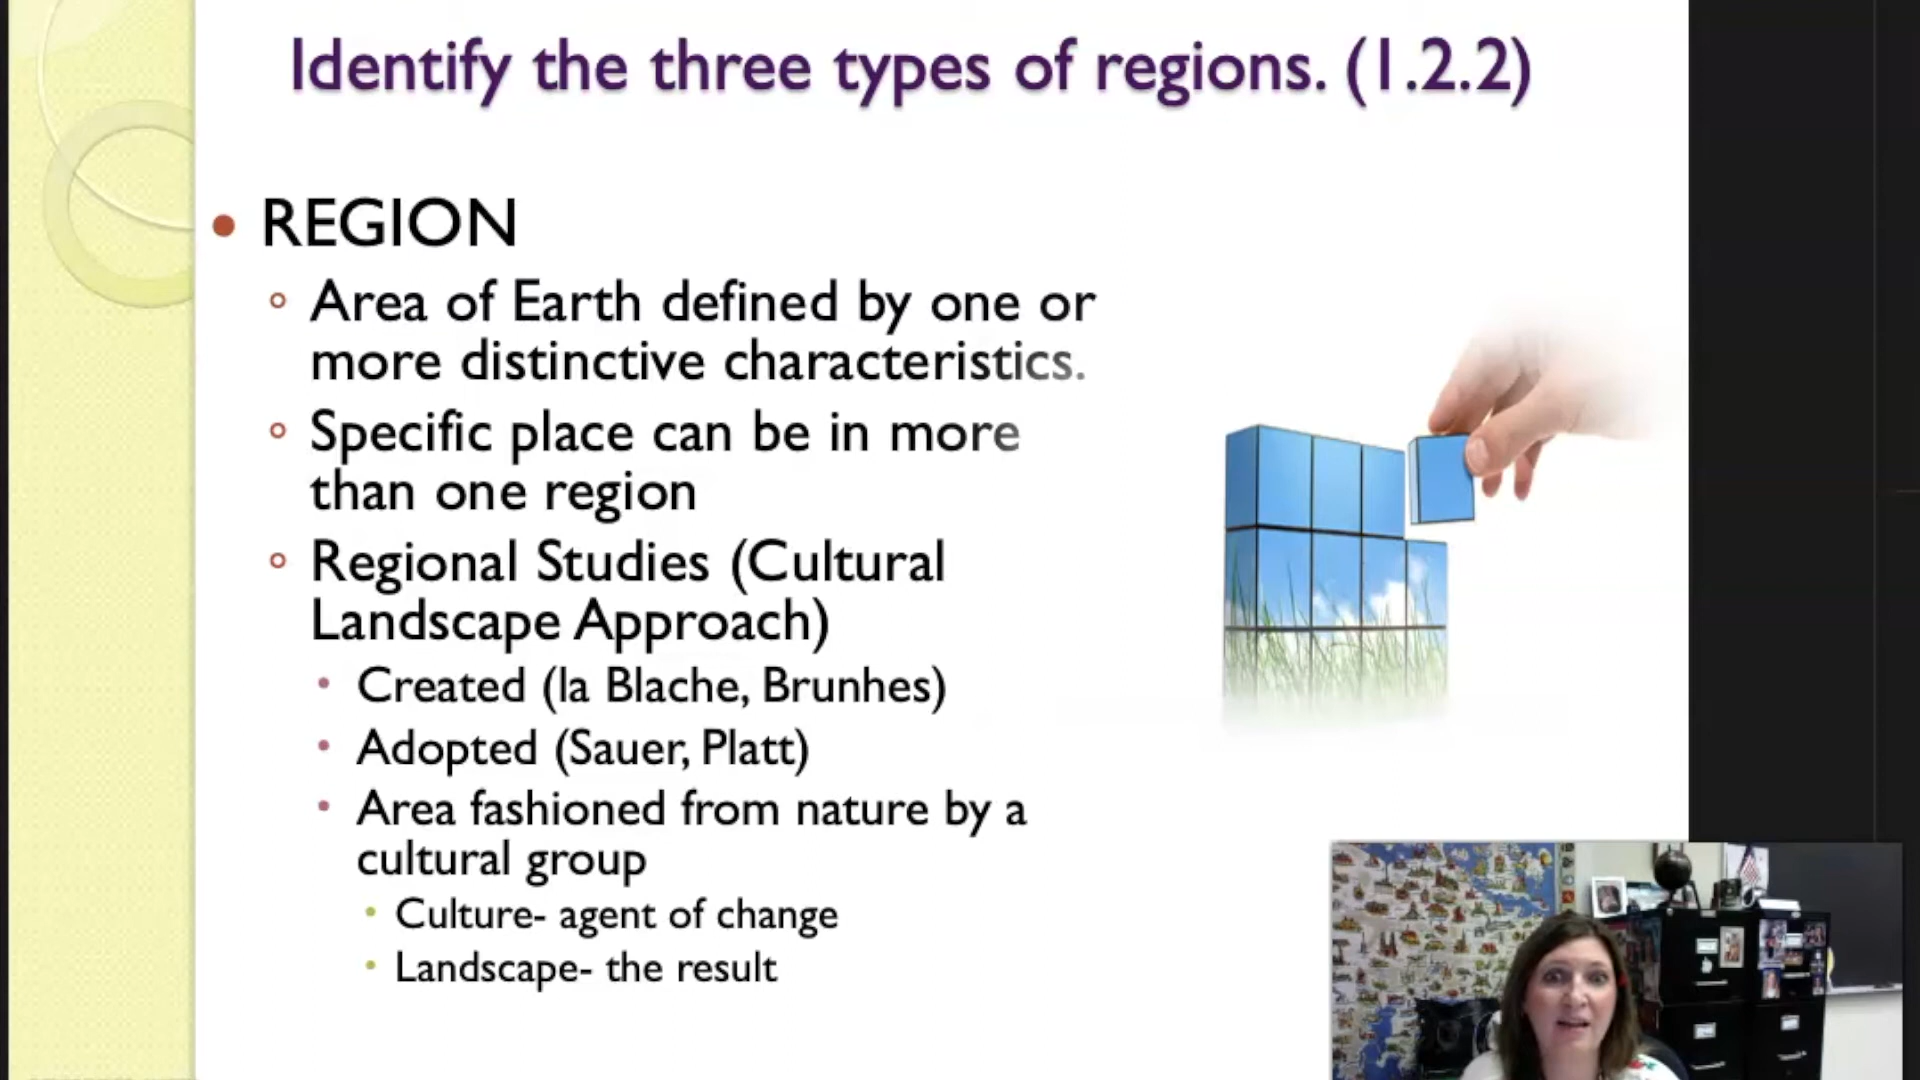 Identify the three types of regions. (1.2.2)
• REGION
◦ Area of Earth defined by one or
more distinctive characteristics.
◦ Specific place can be in more
than one region
◦ Regional Studies (Cultural
Landscape Approach)
• Created (la Blache, Brunhes)
• Adopted (Sauer, Platt)
• Area fashioned from nature by a
cultural group
• Culture- agent of change
• Landscape- the result